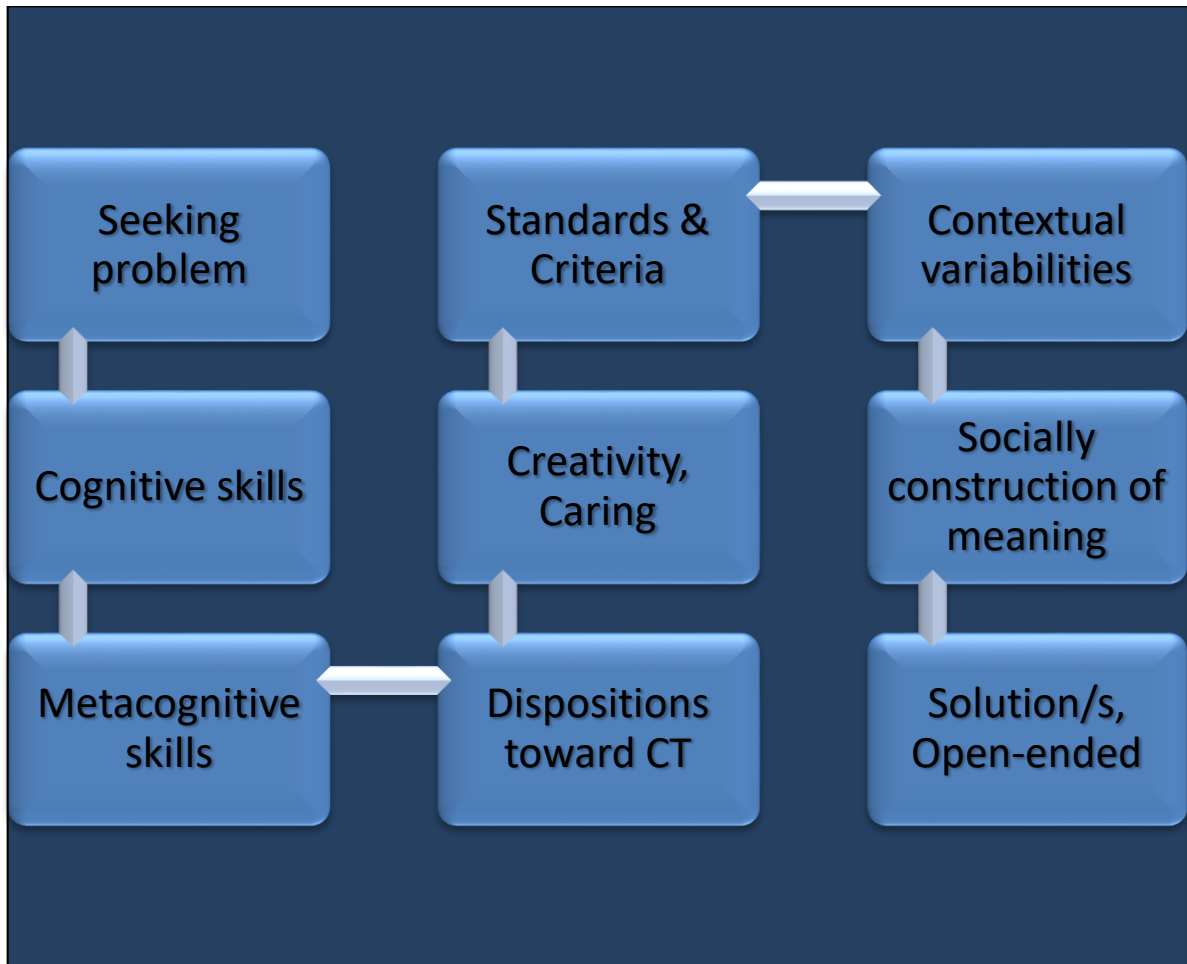 Seeking
problem
Cognitive skills
Metacognitive
skills
Dispositions
toward CT
Creativity,
Caring
Standards &
Criteria
Contextual
variabilities
Socially
construction of
meaning
Solution/s,
Open-ended